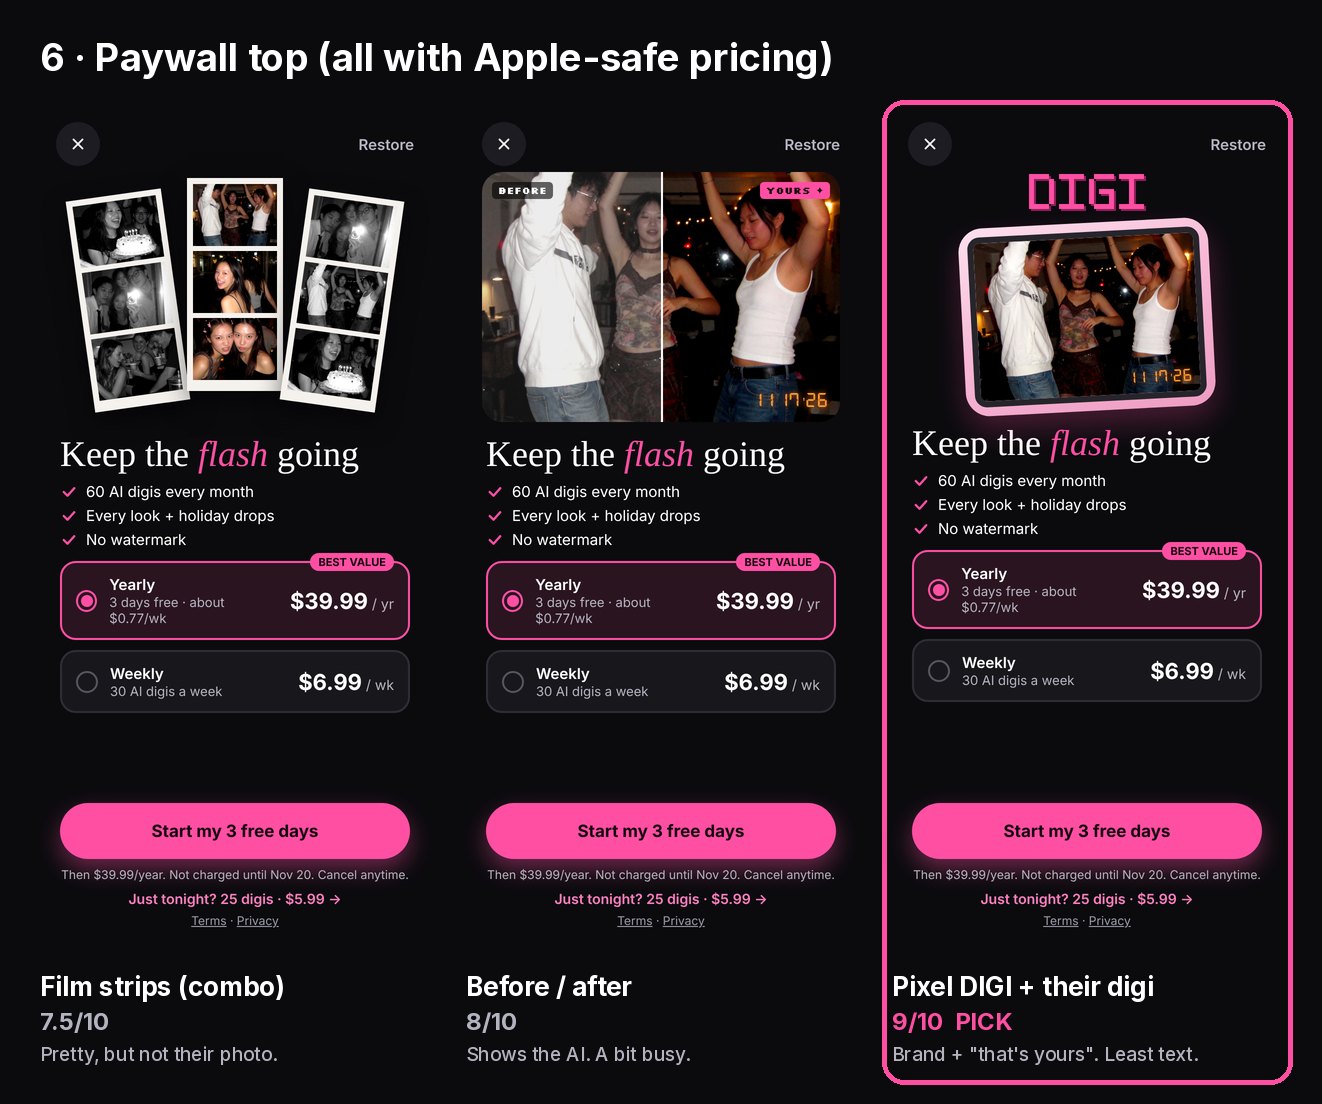 6 · Paywall top (all with Apple-safe pricing)
× Restore
Keep the flash going
✓ 60 AI digis every month
✓ Every look + holiday drops
✓ No watermark
BEST VALUE
Yearly
3 days free · about
$0.77/wk
$39.99 / yr
Weekly
30 AI digis a week
$6.99 / wk
Start my 3 free days
Then $39.99/year. Not charged until Nov 20. Cancel anytime.
Just tonight? 25 digis · $5.99 →
Terms · Privacy
Film strips (combo)
7.5/10
Pretty, but not their photo.
× Restore
BEFORE
YOURS +
11 17·26
Keep the flash going
✓ 60 AI digis every month
✓ Every look + holiday drops
✓ No watermark
BEST VALUE
Yearly
3 days free · about
$0.77/wk
$39.99 / yr
Weekly
30 AI digis a week
$6.99 / wk
Start my 3 free days
Then $39.99/year. Not charged until Nov 20. Cancel anytime.
Just tonight? 25 digis · $5.99 →
Terms · Privacy
Before / after
8/10
Shows the AI. A bit busy.
× Restore
DIGI
11 17·26
Keep the flash going
✓ 60 AI digis every month
✓ Every look + holiday drops
✓ No watermark
BEST VALUE
Yearly
3 days free · about
$0.77/wk
$39.99 / yr
Weekly
30 AI digis a week
$6.99 / wk
Start my 3 free days
Then $39.99/year. Not charged until Nov 20. Cancel anytime.
Just tonight? 25 digis · $5.99 →
Terms · Privacy
Pixel DIGI + their digi
9/10 PICK
Brand + "that's yours". Least text.